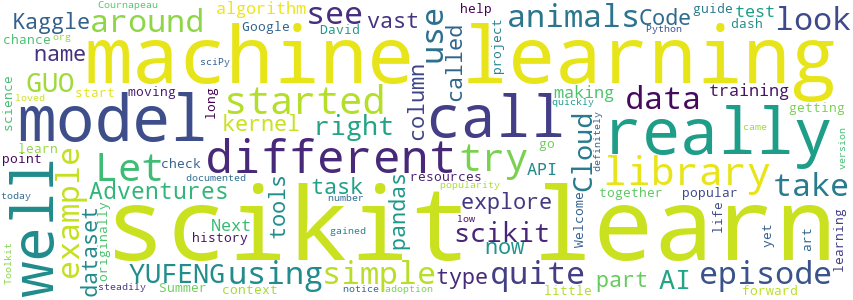 Cournapeau
Kaggle around algorithm see vast animals Code guide look
help test
chance org Google David called Python dash
name machine learning
sciPy project
science GUO start moving long started column use making data training getting
loved kernel right call quickly
model different try API go library really
learn point check tools resources documented popularity Cloud definitely came version
Let task pandas explore popular together take
well example Adventures scikit learn
today dataset originally Next number history scikit now low Welcome life yet art learning
YUFENG using simple type quite part AI episode
Toolkit steadily Summer context gained notice adoption little forward